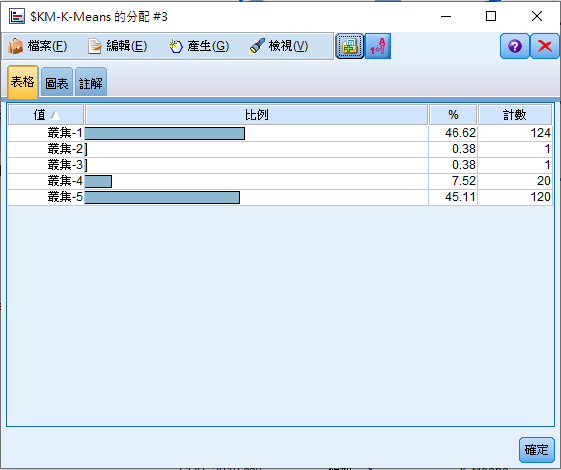 $KM-K-Means 的分配 #3
檔案(F) 編輯(E) 產生(G) 檢視(V)
表格 圖表 註解
值 比例 % 計數
叢集-1 46.62 124
叢集-2 0.38 1
叢集-3 0.38 1
叢集-4 7.52 20
叢集-5 45.11 120
確定